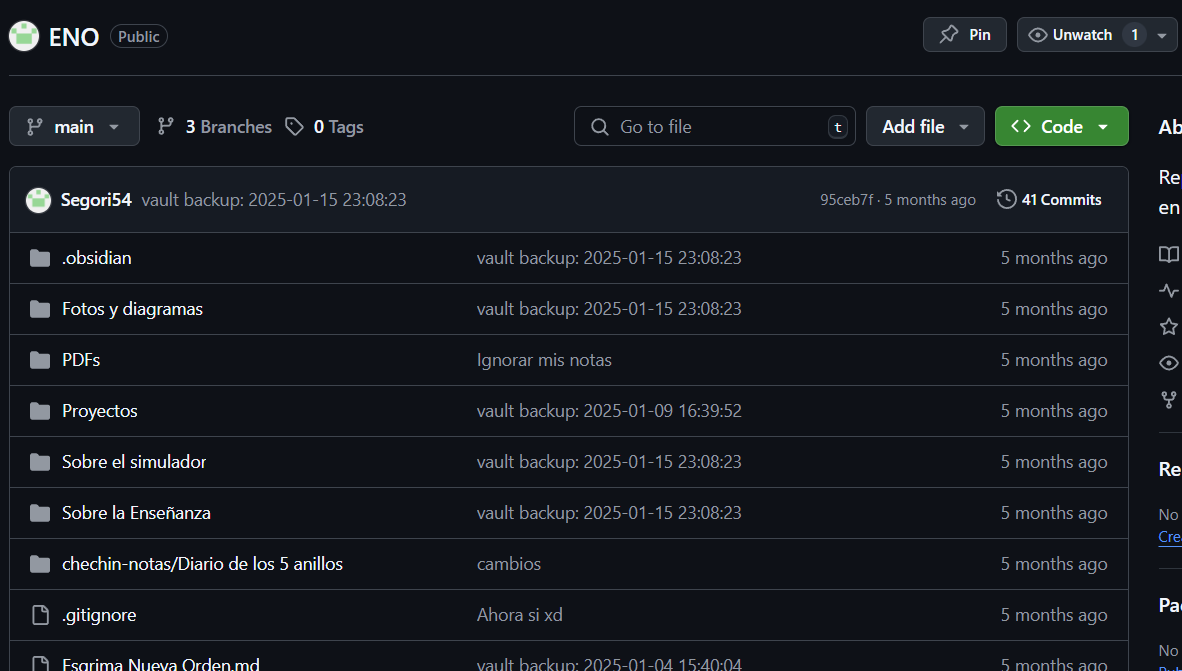 ENO Public Pin Unwatch 1
main 3 Branches 0 Tags Go to file t Add file Code Ab
Segori54 vault backup: 2025-01-15 23:08:23 95ceb7f · 5 months ago 41 Commits
Re
en
.obsidian vault backup: 2025-01-15 23:08:23 5 months ago
Fotos y diagramas vault backup: 2025-01-15 23:08:23 5 months ago
PDFs Ignorar mis notas 5 months ago
Proyectos vault backup: 2025-01-09 16:39:52 5 months ago
Sobre el simulador vault backup: 2025-01-15 23:08:23 5 months ago
Re
Sobre la Enseñanza vault backup: 2025-01-15 23:08:23 5 months ago
No
Cre
chechin-notas/Diario de los 5 anillos cambios 5 months ago
.gitignore Ahora si xd 5 months ago
Pac
No
Esgrima Nueva Orden.md vault backup: 2025-01-04 15:40:04 5 months ago